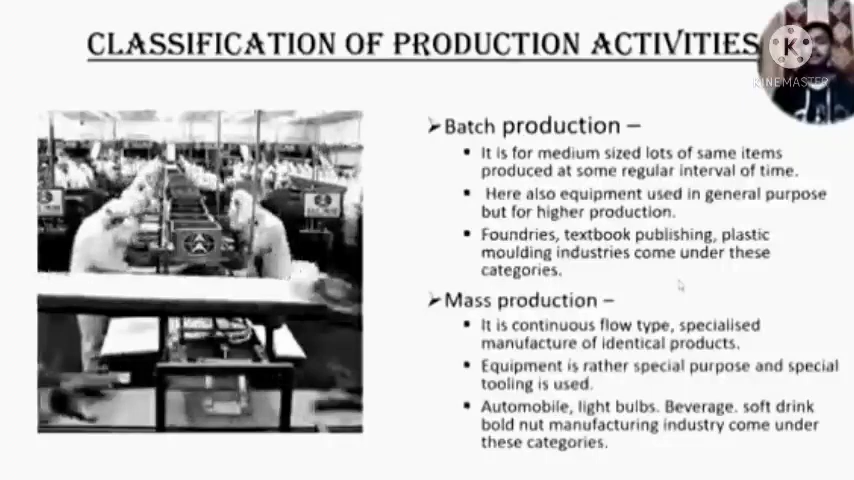 CLASSIFICATION OF PRODUCTION ACTIVITIES
K
KINEMASTER
Batch production –
It is for medium sized lots of same items
produced at some regular interval of time.
Here also equipment used in general purpose
but for higher production.
Foundries, textbook publishing, plastic
moulding industries come under these
categories.
Mass production –
It is continuous flow type, specialised
manufacture of identical products.
Equipment is rather special purpose and special
tooling is used.
Automobile, light bulbs. Beverage. soft drink
bold nut manufacturing industry come under
these categories.